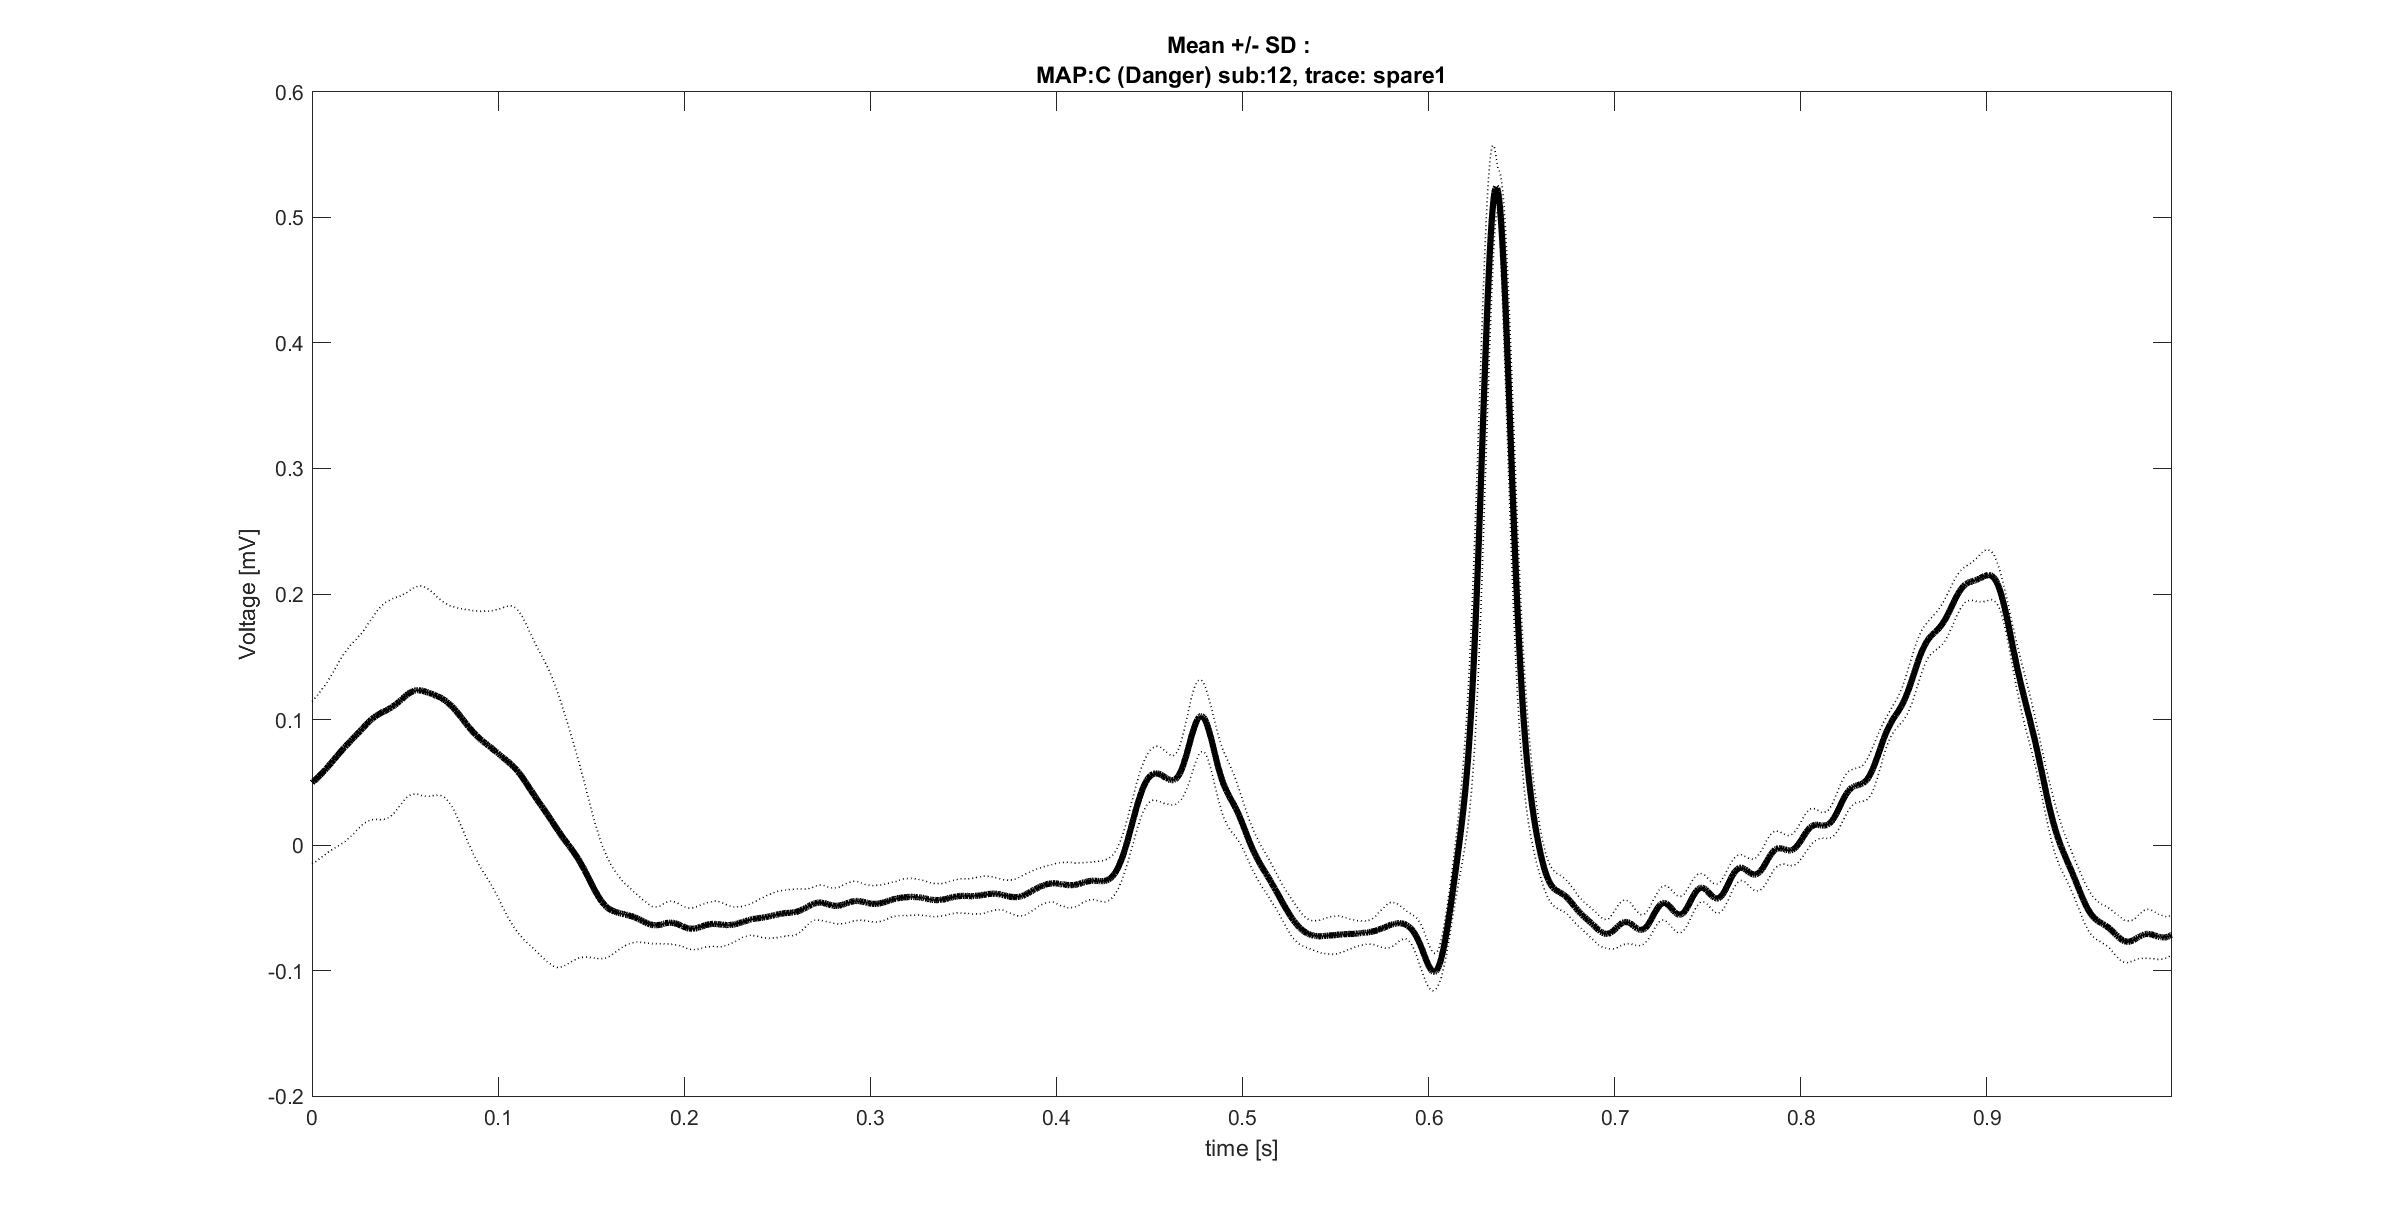 Mean +/- SD :
MAP:C (Danger) sub:12, trace: spare1
0.6
0.5
0.4
0.3
0.2
0.1
0
-0.1
-0.2
Voltage [mV]
0 0.1 0.2 0.3 0.4 0.5 0.6 0.7 0.8 0.9
time [s]